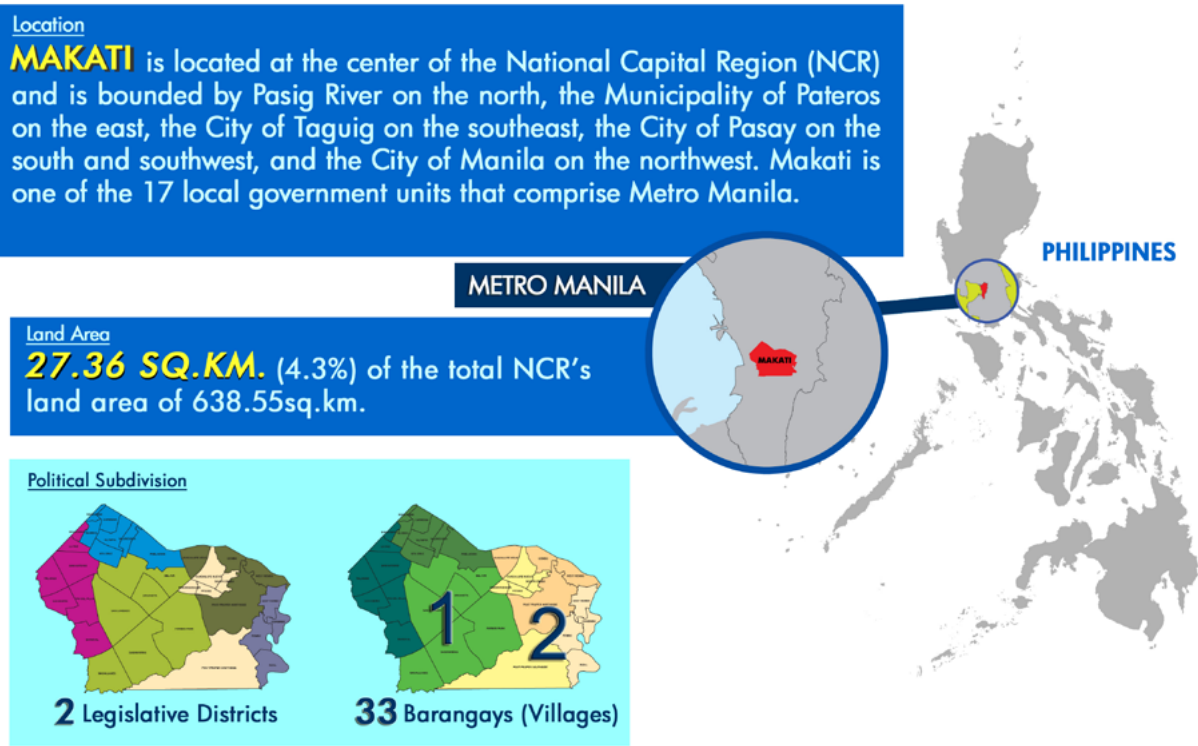 Location
MAKATI is located at the center of the National Capital Region (NCR)
and is bounded by Pasig River on the north, the Municipality of Pateros
on the east, the City of Taguig on the southeast, the City of Pasay on the
south and southwest, and the City of Manila on the northwest. Makati is
one of the 17 local government units that comprise Metro Manila.
PHILIPPINES
METRO MANILA
MAKATI
Land Area
27.36 SQ.KM. (4.3%) of the total NCR's
land area of 638.55sq.km.
Political Subdivision
1
2
2 Legislative Districts
33 Barangays (Villages)